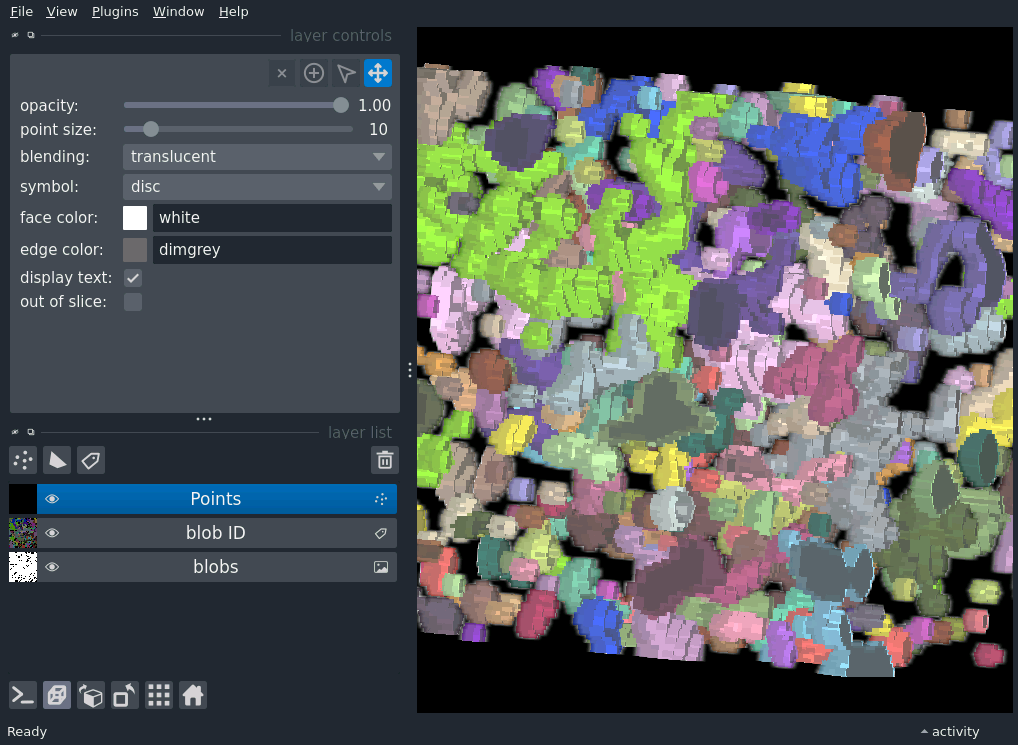 File View Plugins Window Help
layer controls
opacity: 1.00
point size: 10
blending: translucent
symbol: disc
face color: white
edge color: dimgrey
display text:
out of slice:
layer list
Points
blob ID
blobs
Ready
activity